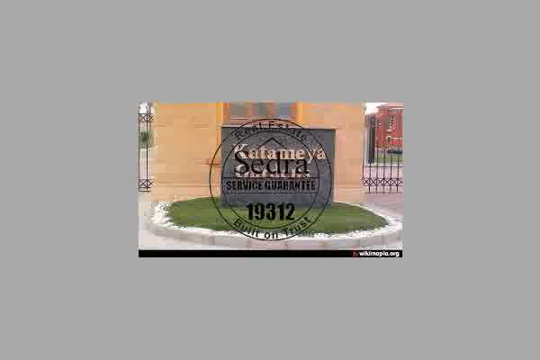 Real Estate
Katameya
Sedra
SERVICE GUARANTEE
19312
Built on Trust
wikimapia.org